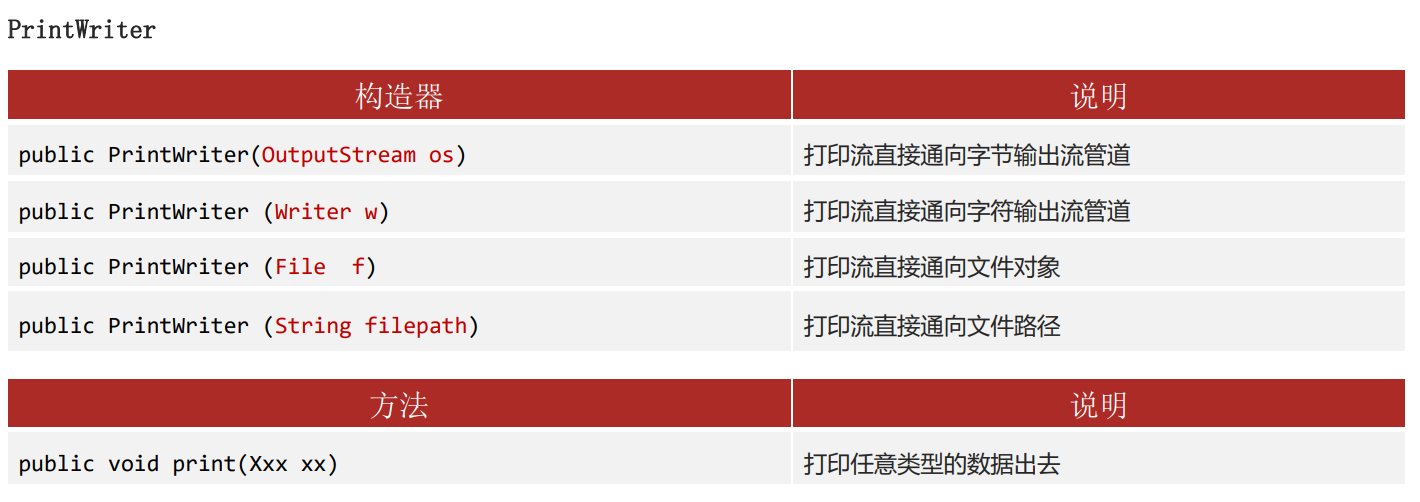 PrintWriter
构造器 说明
public PrintWriter(OutputStream os) 打印流直接通向字节输出流管道
public PrintWriter (Writer w) 打印流直接通向字符输出流管道
public PrintWriter (File  f) 打印流直接通向文件对象
public PrintWriter (String filepath) 打印流直接通向文件路径
方法 说明
public void print(Xxx xx) 打印任意类型的数据出去